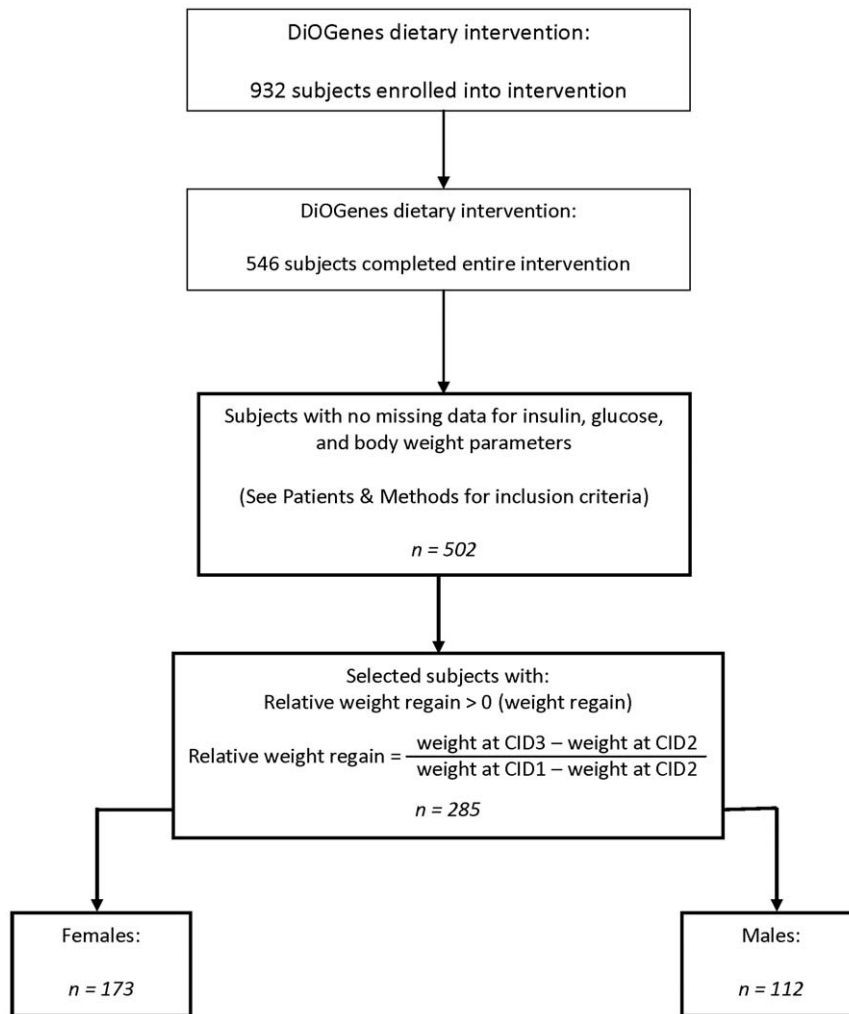 DiOGenes dietary intervention:
932 subjects enrolled into intervention
DiOGenes dietary intervention:
546 subjects completed entire intervention
Subjects with no missing data for insulin, glucose,
and body weight parameters
(See Patients & Methods for inclusion criteria)
n = 502
Selected subjects with:
Relative weight regain > 0 (weight regain)
Relative weight regain = weight at CID3 – weight at CID2
weight at CID1 – weight at CID2
n = 285
Females:
n = 173
Males:
n = 112